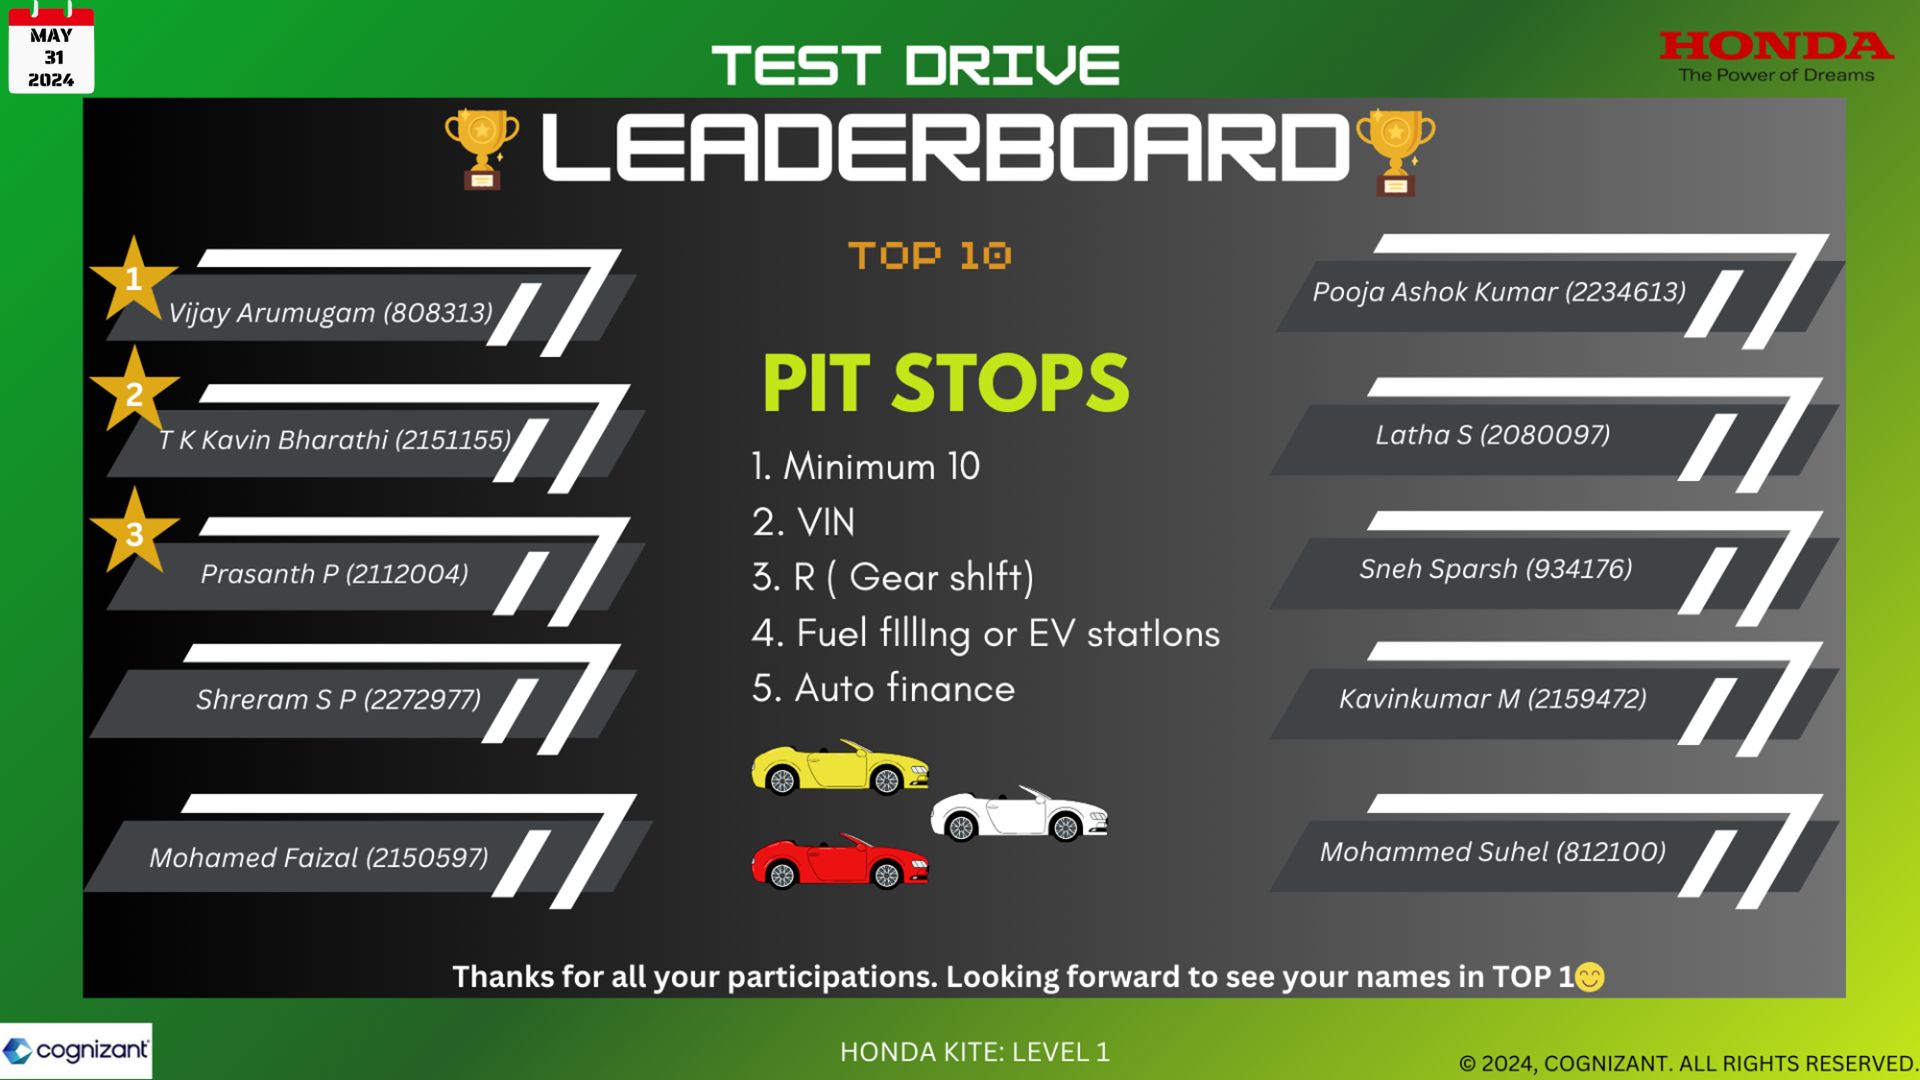 MAY
31
2024
TEST DRIVE
HONDA
The Power of Dreams
LEADERBOARD
TOP 10
1
Vijay Arumugam (808313)
2
T K Kavin Bharathi (2151155)
3
Prasanth P (2112004)
Shreram S P (2272977)
Mohamed Faizal (2150597)
PIT STOPS
1. Minimum 10
2. VIN
3. R ( Gear shIft)
4. Fuel fIllIng or EV statIons
5. Auto finance
Pooja Ashok Kumar (2234613)
Latha S (2080097)
Sneh Sparsh (934176)
Kavinkumar M (2159472)
Mohammed Suhel (812100)
Thanks for all your participations. Looking forward to see your names in TOP 1😊
cognizant
HONDA KITE: LEVEL 1
© 2024, COGNIZANT. ALL RIGHTS RESERVED.